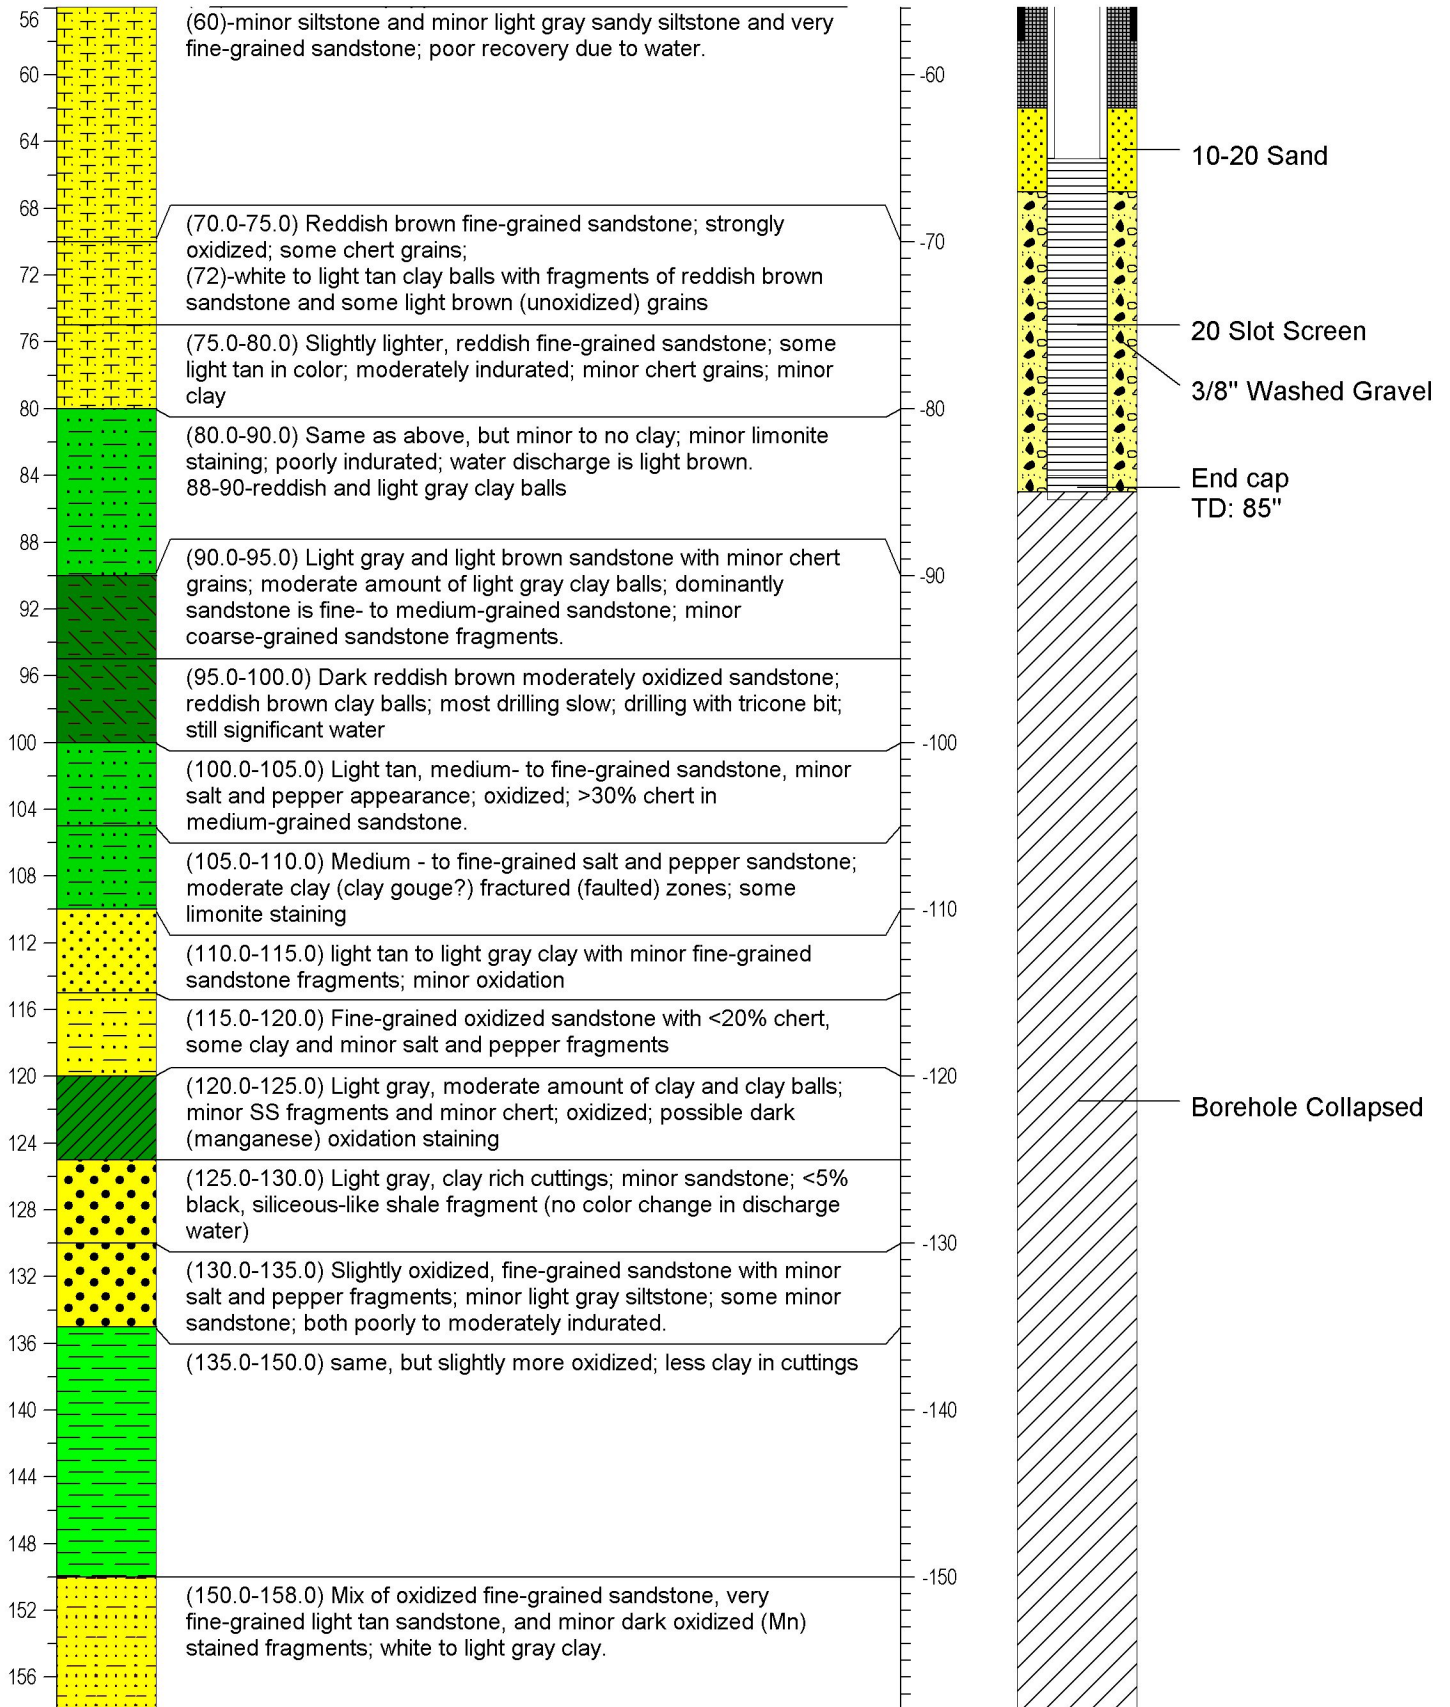 56
60
64
68
72
76
80
84
88
92
96
100
104
108
112
116
120
124
128
132
136
140
144
148
152
156
(60)-minor siltstone and minor light gray sandy siltstone and very
fine-grained sandstone; poor recovery due to water.
(70.0-75.0) Reddish brown fine-grained sandstone; strongly
oxidized; some chert grains;
(72)-white to light tan clay balls with fragments of reddish brown
sandstone and some light brown (unoxidized) grains
(75.0-80.0) Slightly lighter, reddish fine-grained sandstone; some
light tan in color; moderately indurated; minor chert grains; minor
clay
(80.0-90.0) Same as above, but minor to no clay; minor limonite
staining; poorly indurated; water discharge is light brown.
88-90-reddish and light gray clay balls
(90.0-95.0) Light gray and light brown sandstone with minor chert
grains; moderate amount of light gray clay balls; dominantly
sandstone is fine- to medium-grained sandstone; minor
coarse-grained sandstone fragments.
(95.0-100.0) Dark reddish brown moderately oxidized sandstone;
reddish brown clay balls; most drilling slow; drilling with tricone bit;
still significant water
(100.0-105.0) Light tan, medium- to fine-grained sandstone, minor
salt and pepper appearance; oxidized; >30% chert in
medium-grained sandstone.
(105.0-110.0) Medium - to fine-grained salt and pepper sandstone;
moderate clay (clay gouge?) fractured (faulted) zones; some
limonite staining
(110.0-115.0) light tan to light gray clay with minor fine-grained
sandstone fragments; minor oxidation
(115.0-120.0) Fine-grained oxidized sandstone with <20% chert,
some clay and minor salt and pepper fragments
(120.0-125.0) Light gray, moderate amount of clay and clay balls;
minor SS fragments and minor chert; oxidized; possible dark
(manganese) oxidation staining
(125.0-130.0) Light gray, clay rich cuttings; minor sandstone; <5%
black, siliceous-like shale fragment (no color change in discharge
water)
(130.0-135.0) Slightly oxidized, fine-grained sandstone with minor
salt and pepper fragments; minor light gray siltstone; some minor
sandstone; both poorly to moderately indurated.
(135.0-150.0) same, but slightly more oxidized; less clay in cuttings
(150.0-158.0) Mix of oxidized fine-grained sandstone, very
fine-grained light tan sandstone, and minor dark oxidized (Mn)
stained fragments; white to light gray clay.
-60
-70
-80
-90
-100
-110
-120
-130
-140
-150
10-20 Sand
20 Slot Screen
3/8" Washed Gravel
End cap
TD: 85"
Borehole Collapsed